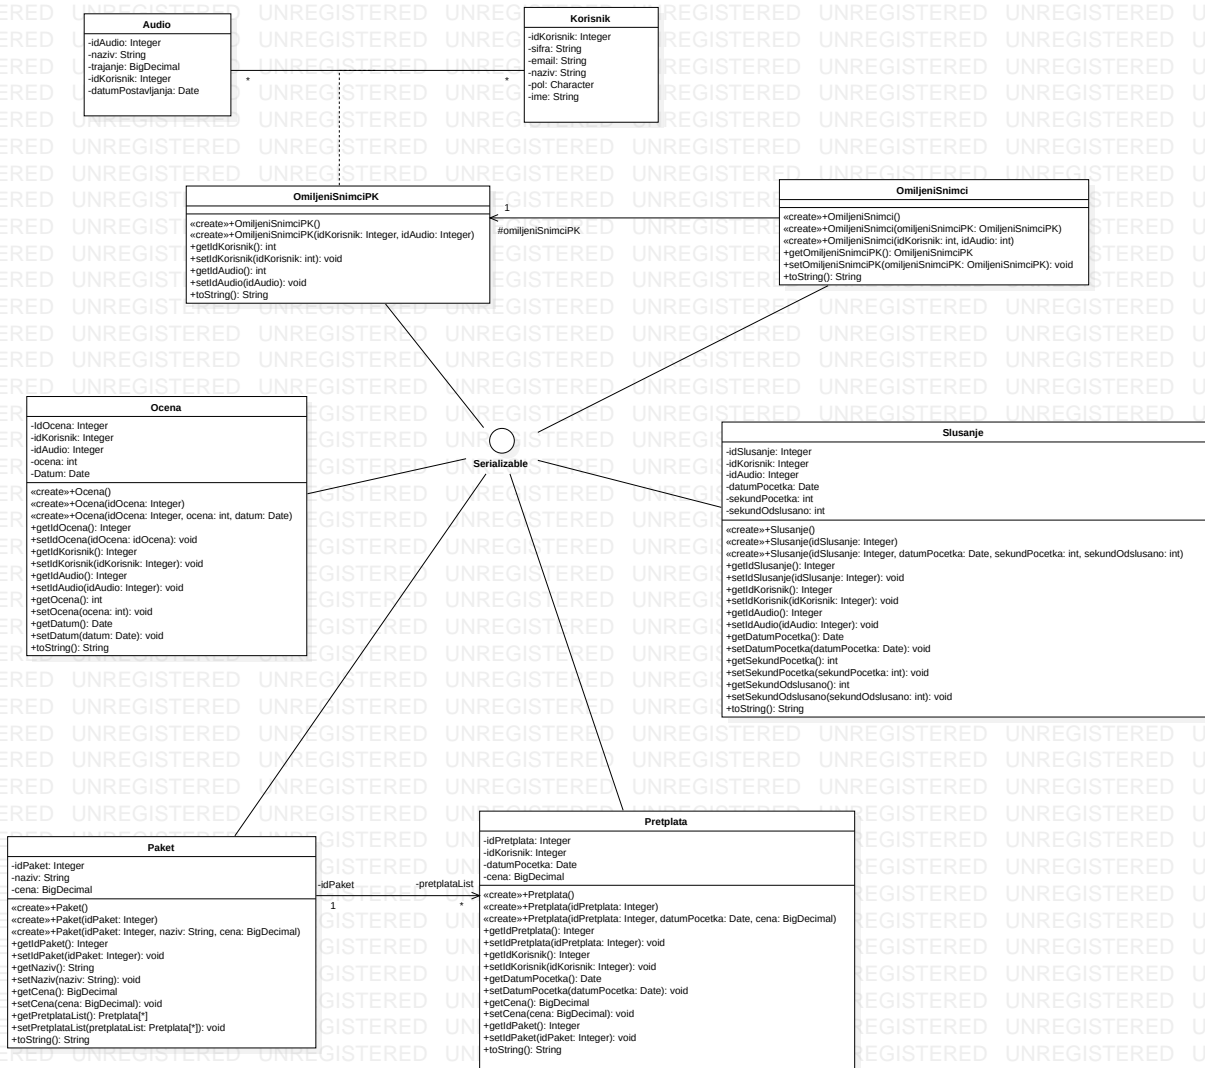 Audio
-idAudio: Integer
-naziv: String
-trajanje: BigDecimal
-idKorisnik: Integer
-datumPostavljanja: Date
*
*
Korisnik
-idKorisnik: Integer
-sifra: String
-email: String
-naziv: String
-pol: Character
-ime: String
OmiljeniSnimciPK
«create»+OmiljeniSnimciPK()
«create»+OmiljeniSnimciPK(idKorisnik: Integer, idAudio: Integer)
+getIdKorisnik(): int
+setIdKorisnik(idKorisnik: int): void
+getIdAudio(): int
+setIdAudio(idAudio): void
+toString(): String
1
#omiljeniSnimciPK
OmiljeniSnimci
«create»+OmiljeniSnimci()
«create»+OmiljeniSnimci(omiljeniSnimciPK: OmiljeniSnimciPK)
«create»+OmiljeniSnimci(idKorisnik: int, idAudio: int)
+getOmiljeniSnimciPK(): OmiljeniSnimciPK
+setOmiljeniSnimciPK(omiljeniSnimciPK: OmiljeniSnimciPK): void
+toString(): String
Serializable
Ocena
-IdOcena: Integer
-idKorisnik: Integer
-idAudio: Integer
-ocena: int
-Datum: Date
«create»+Ocena()
«create»+Ocena(idOcena: Integer)
«create»+Ocena(idOcena: Integer, ocena: int, datum: Date)
+getIdOcena(): Integer
+setIdOcena(idOcena: idOcena): void
+getIdKorisnik(): Integer
+setIdKorisnik(idKorisnik: Integer): void
+getIdAudio(): Integer
+setIdAudio(idAudio: Integer): void
+getOcena(): int
+setOcena(ocena: int): void
+getDatum(): Date
+setDatum(datum: Date): void
+toString(): String
Slusanje
-idSlusanje: Integer
-idKorisnik: Integer
-idAudio: Integer
-datumPocetka: Date
-sekundPocetka: int
-sekundOdslusano: int
«create»+Slusanje()
«create»+Slusanje(idSlusanje: Integer)
«create»+Slusanje(idSlusanje: Integer, datumPocetka: Date, sekundPocetka: int, sekundOdslusano: int)
+getIdSlusanje(): Integer
+setIdSlusanje(idSlusanje: Integer): void
+getIdKorisnik(): Integer
+setIdKorisnik(idKorisnik: Integer): void
+getIdAudio(): Integer
+setIdAudio(idAudio: Integer): void
+getDatumPocetka(): Date
+setDatumPocetka(datumPocetka: Date): void
+getSekundPocetka(): int
+setSekundPocetka(sekundPocetka: int): void
+getSekundOdslusano(): int
+setSekundOdslusano(sekundOdslusano: int): void
+toString(): String
Paket
-idPaket: Integer
-naziv: String
-cena: BigDecimal
«create»+Paket()
«create»+Paket(idPaket: Integer)
«create»+Paket(idPaket: Integer, naziv: String, cena: BigDecimal)
+getIdPaket(): Integer
+setIdPaket(idPaket: Integer): void
+getNaziv(): String
+setNaziv(naziv: String): void
+getCena(): BigDecimal
+setCena(cena: BigDecimal): void
+getPretplataList(): Pretplata[*]
+setPretplataList(pretplataList: Pretplata[*]): void
+toString(): String
-idPaket
-pretplataList
1
*
Pretplata
-idPretplata: Integer
-idKorisnik: Integer
-datumPocetka: Date
-cena: BigDecimal
«create»+Pretplata()
«create»+Pretplata(idPretplata: Integer)
«create»+Pretplata(idPretplata: Integer, datumPocetka: Date, cena: BigDecimal)
+getIdPretplata(): Integer
+setIdPretplata(idPretplata: Integer): void
+getIdKorisnik(): Integer
+setIdKorisnik(idKorisnik: Integer): void
+getDatumPocetka(): Date
+setDatumPocetka(datumPocetka: Date): void
+getCena(): BigDecimal
+setCena(cena: BigDecimal): void
+getIdPaket(): Integer
+setIdPaket(idPaket: Integer): void
+toString(): String
UNREGISTERED